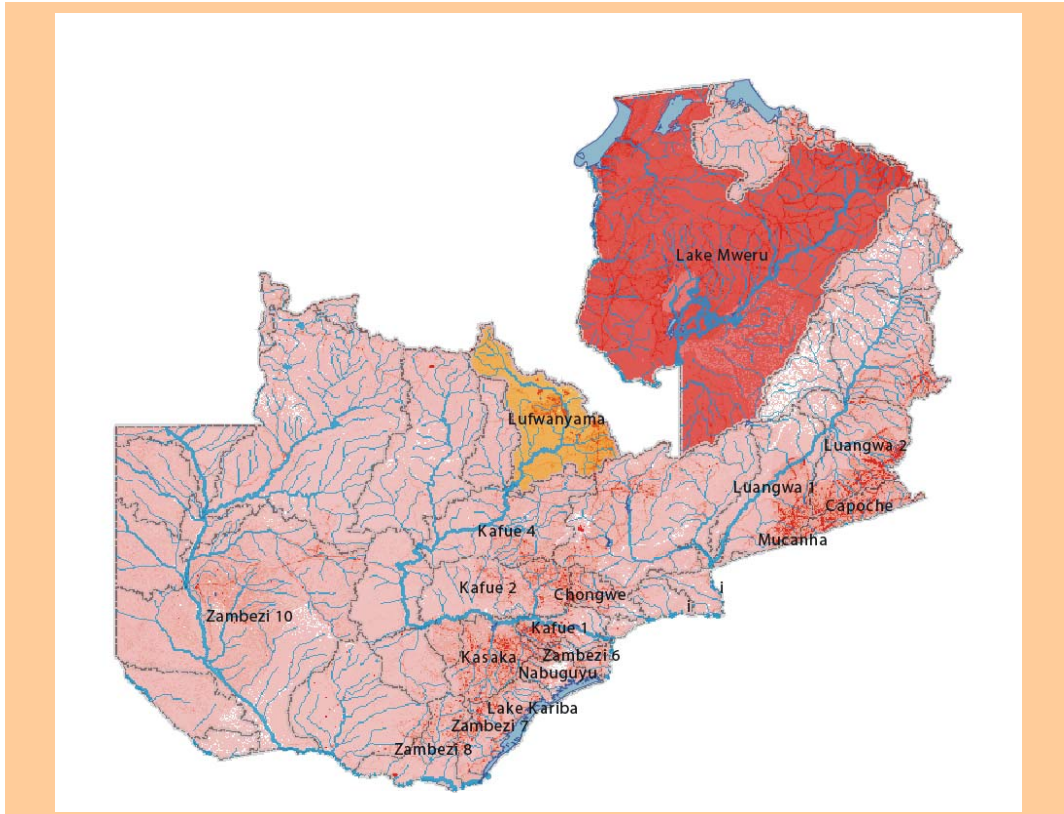 Lake Mweru
Lufwanyama
Luangwa 2
Luangwa 1
Capoche
Kafue 4
Mucanha
Kafue 2
Chongwe
i
i
Zambezi 10
Kafue 1
Kasaka
Zambezi 6
Nabuguyu
Lake Kariba
Zambezi 7
Zambezi 8